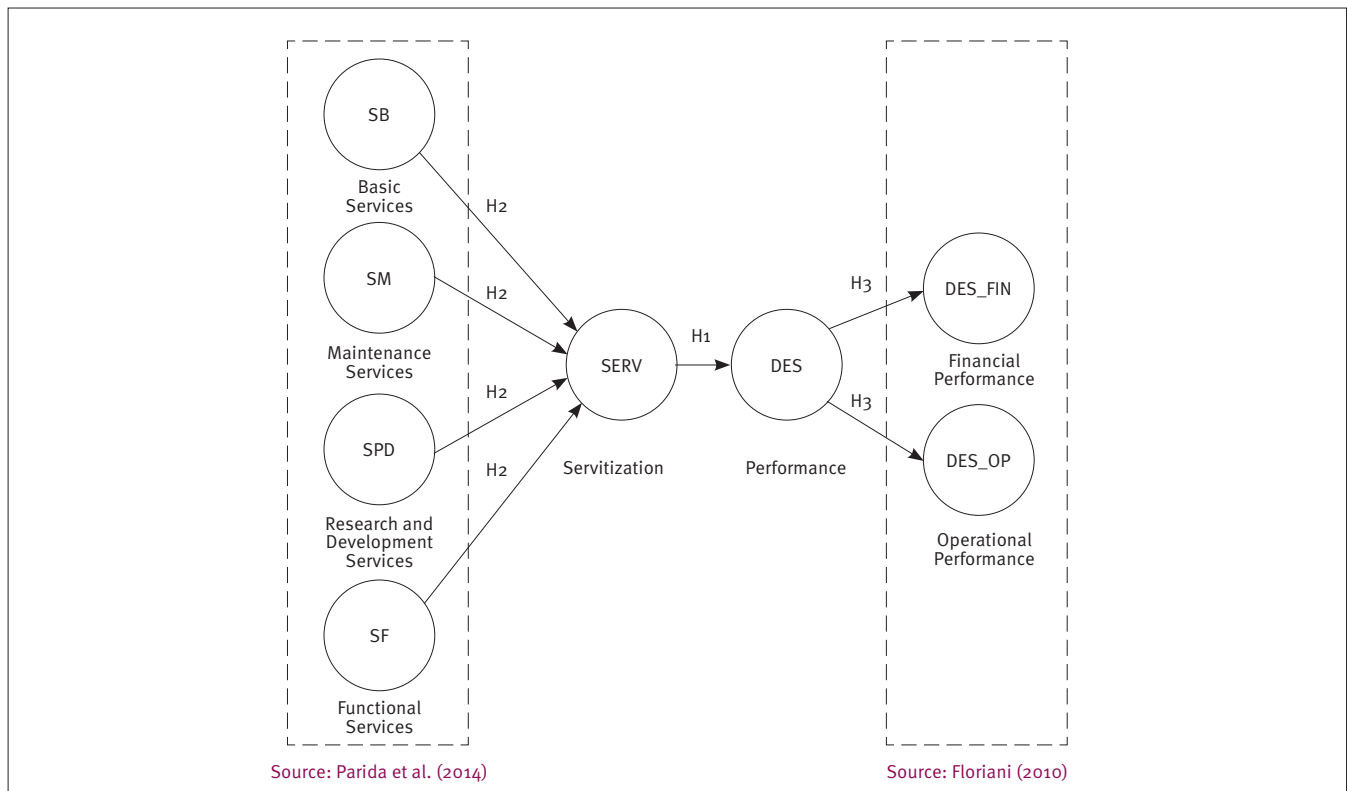 SB
Basic
Services
H2
SM
Maintenance
Services
H2
SPD
Research and
Development
Services
H2
SF
Functional
Services
H2
SERV
Servitization
H1
DES
Performance
H3
DES_FIN
Financial
Performance
H3
DES_OP
Operational
Performance
Source: Parida et al. (2014)
Source: Floriani (2010)